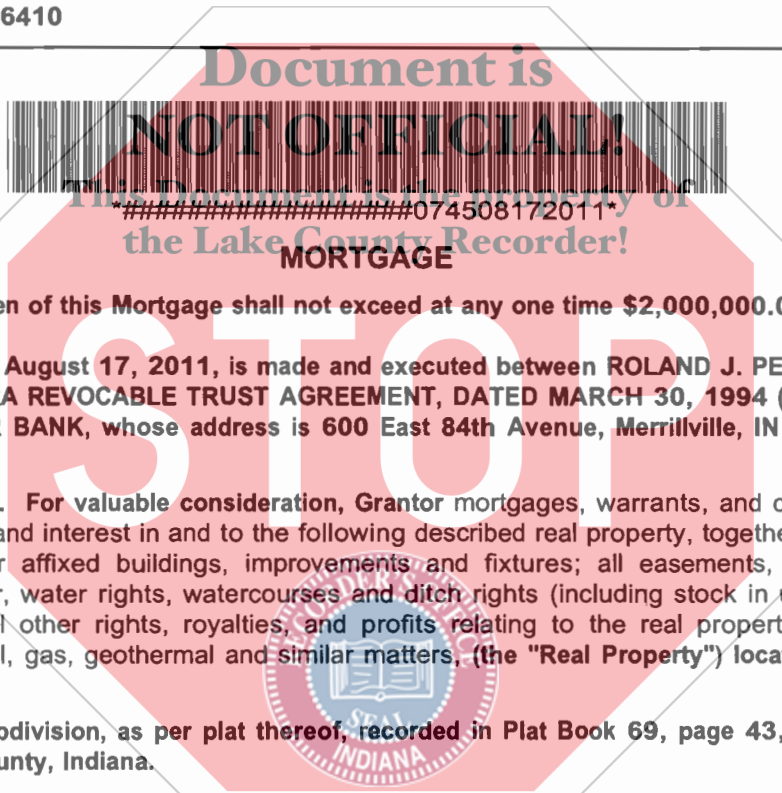 6410
Document is
NOT OFFICIAL!
This Document is the property of
*##################074508172011*
the Lake County Recorder!
MORTGAGE
en of this Mortgage shall not exceed at any one time $2,000,000.0
August 17, 2011, is made and executed between ROLAND J. PE
A REVOCABLE TRUST AGREEMENT, DATED MARCH 30, 1994 (
R BANK, whose address is 600 East 84th Avenue, Merrillville, IN
STOP
. For valuable consideration, Grantor mortgages, warrants, and c
and interest in and to the following described real property, togethe
r affixed buildings, improvements and fixtures; all easements,
, water rights, watercourses and ditch rights (including stock in u
l other rights, royalties, and profits relating to the real propert
l, gas, geothermal and similar matters, (the "Real Property") loca
RECORDER'S OFFICE
bdivision, as per plat thereof, recorded in Plat Book 69, page 43,
unty, Indiana.
SEAL
INDIANA